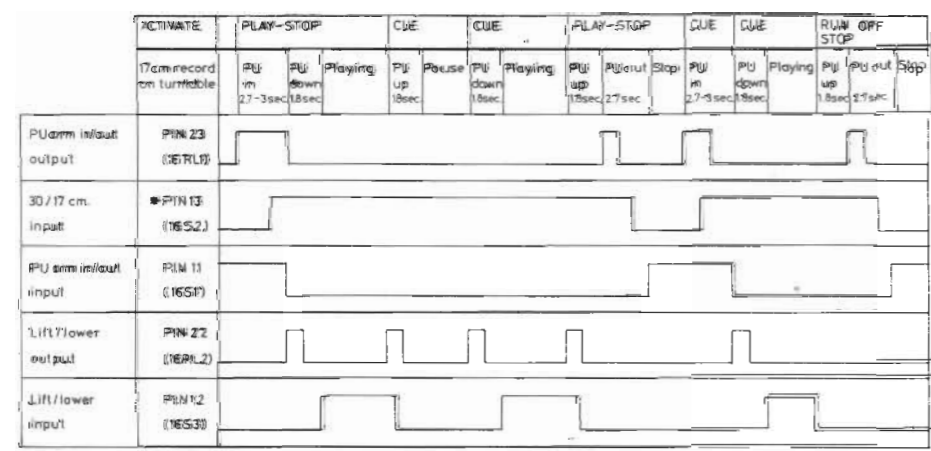 ACTIVATE PLAY-STOP CUE CUE PLAY-STOP CUE CUE RUN OFF
STOP
17cm record PU PU Playing PU Pause PU Playing PU PU out Stop PU PU Playing PU PU out Stop
on turntable in down up down up in down up
2.7-3sec 1.8sec 1.8sec 1.8sec 1.8sec 2.7sec 2.7-3sec 1.8sec 1.8sec 2.7sec
PU arm in/out PIN 23
output (1ETRL1)
30/17 cm. PIN 13
input (16S2)
PU arm in/out PIN 11
input (16S1)
Lift/lower PIN 22
output (1ERL2)
Lift/lower PIN 12
input (16S3)